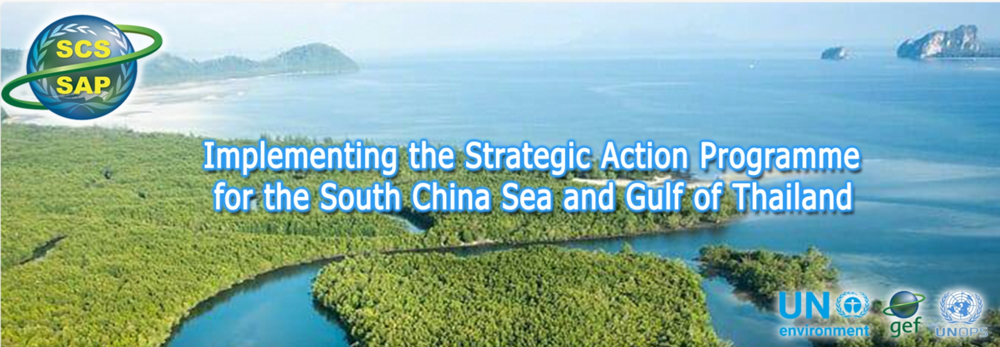 SCS
SAP
Implementing the Strategic Action Programme
for the South China Sea and Gulf of Thailand
UN
environment
gef
UNOPS